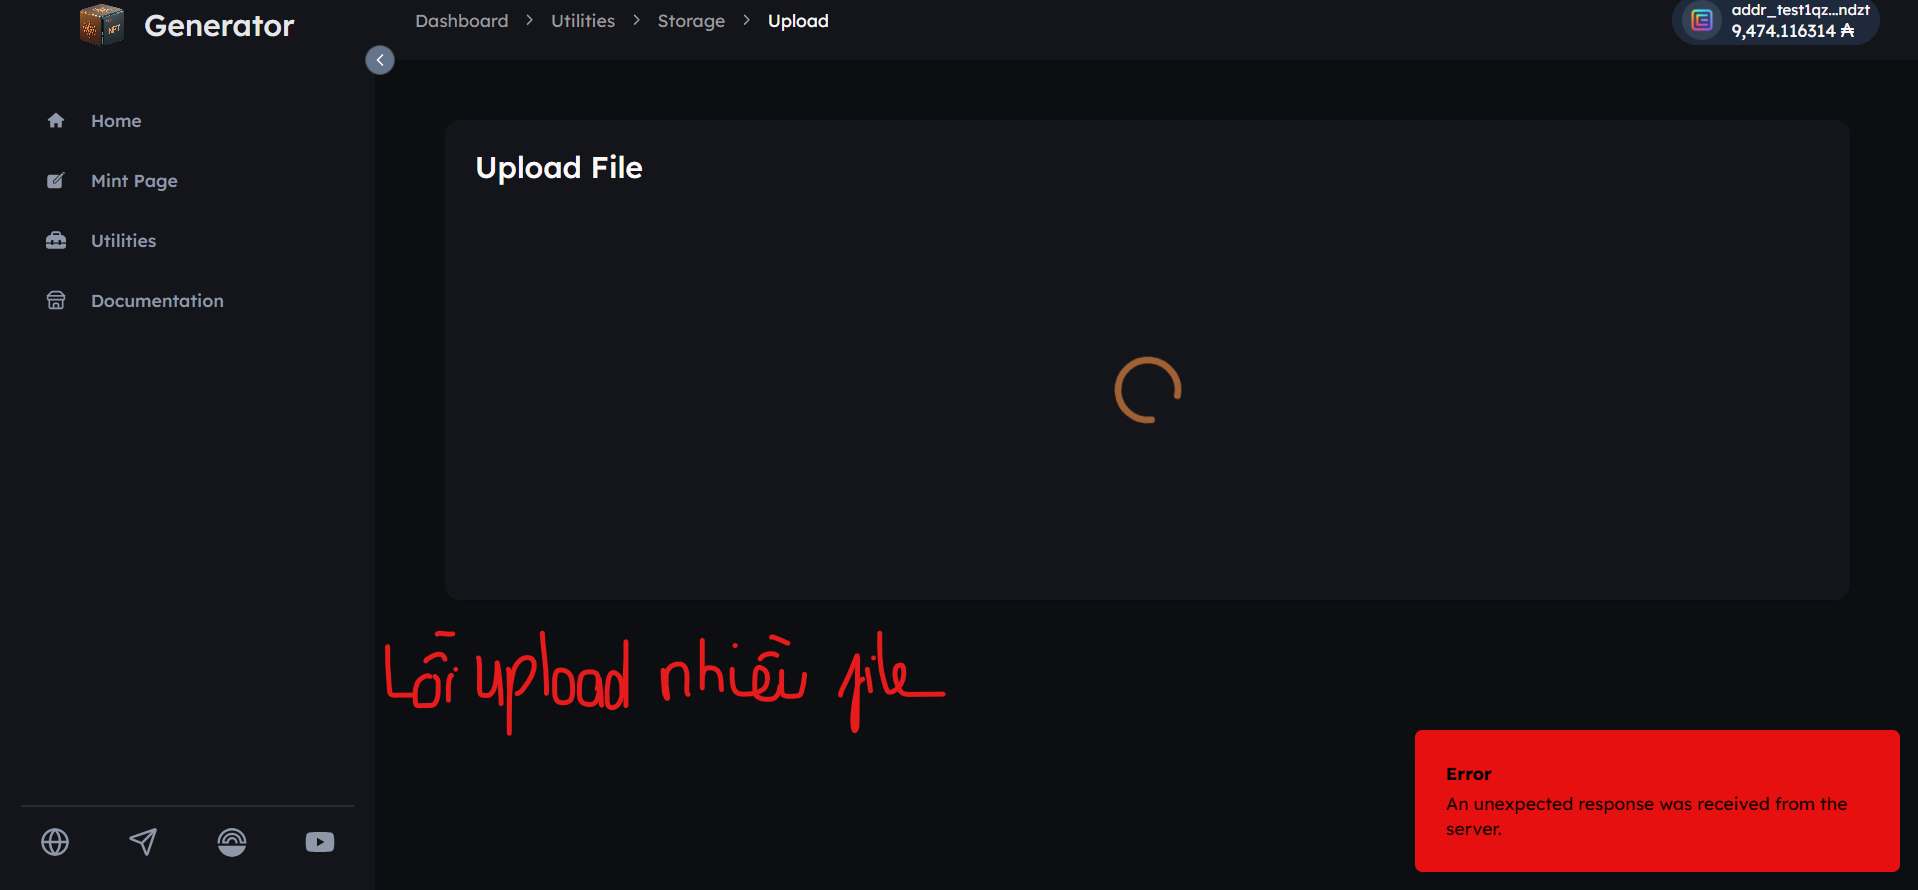 Generator
Dashboard > Utilities > Storage > Upload
addr_test1qz...ndzt
9,474.116314 ₳
Home
Mint Page
Utilities
Documentation
Upload File
Lỗi upload nhiều file
Error
An unexpected response was received from the
server.